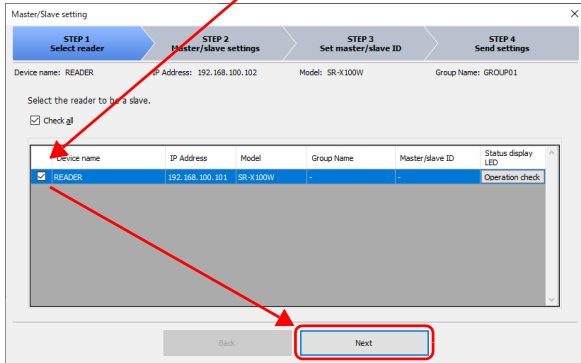 Master/Slave setting
STEP 1
Select reader
STEP 2
Master/slave settings
STEP 3
Set master/slave ID
STEP 4
Send settings
Device name: READER IP Address: 192.168.100.102 Model: SR-X100W Group Name: GROUP01
Select the reader to be a slave.
Check all
Device name IP Address Model Group Name Master/slave ID Status display LED
READER 192.168.100.101 SR-X100W - - Operation check
Back Next